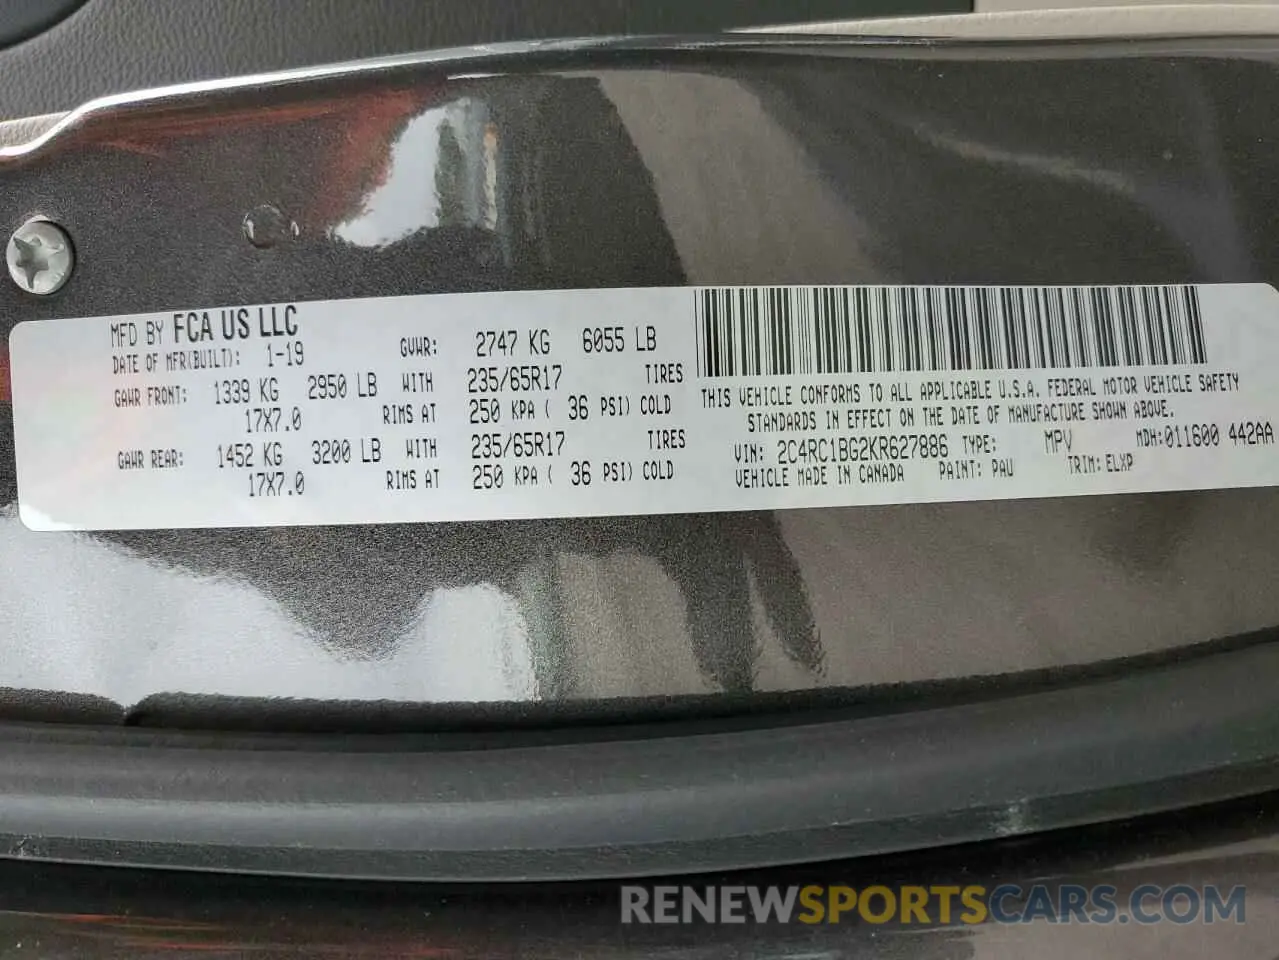 MFD BY FCA US LLC
DATE OF MFR(BUILT): 1-19 GVWR: 2747 KG 6055 LB
GAWR FRONT: 1339 KG 2950 LB WITH 235/65R17 TIRES
17X7.0 RIMS AT 250 KPA ( 36 PSI) COLD
GAWR REAR: 1452 KG 3200 LB WITH 235/65R17 TIRES
17X7.0 RIMS AT 250 KPA ( 36 PSI) COLD
THIS VEHICLE CONFORMS TO ALL APPLICABLE U.S.A. FEDERAL MOTOR VEHICLE SAFETY
STANDARDS IN EFFECT ON THE DATE OF MANUFACTURE SHOWN ABOVE.
VIN: 2C4RC1BG2KR627886 TYPE: MPV MDH:011600 442AA
VEHICLE MADE IN CANADA PAINT: PAU TRIM: ELXP
RENEWSPORTSCARS.COM